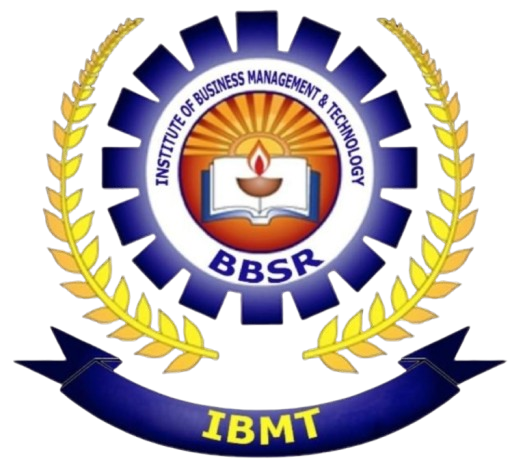 INSTITUTE OF BUSINESS MANAGEMENT & TECHNOLOGY
BBSR
IBMT